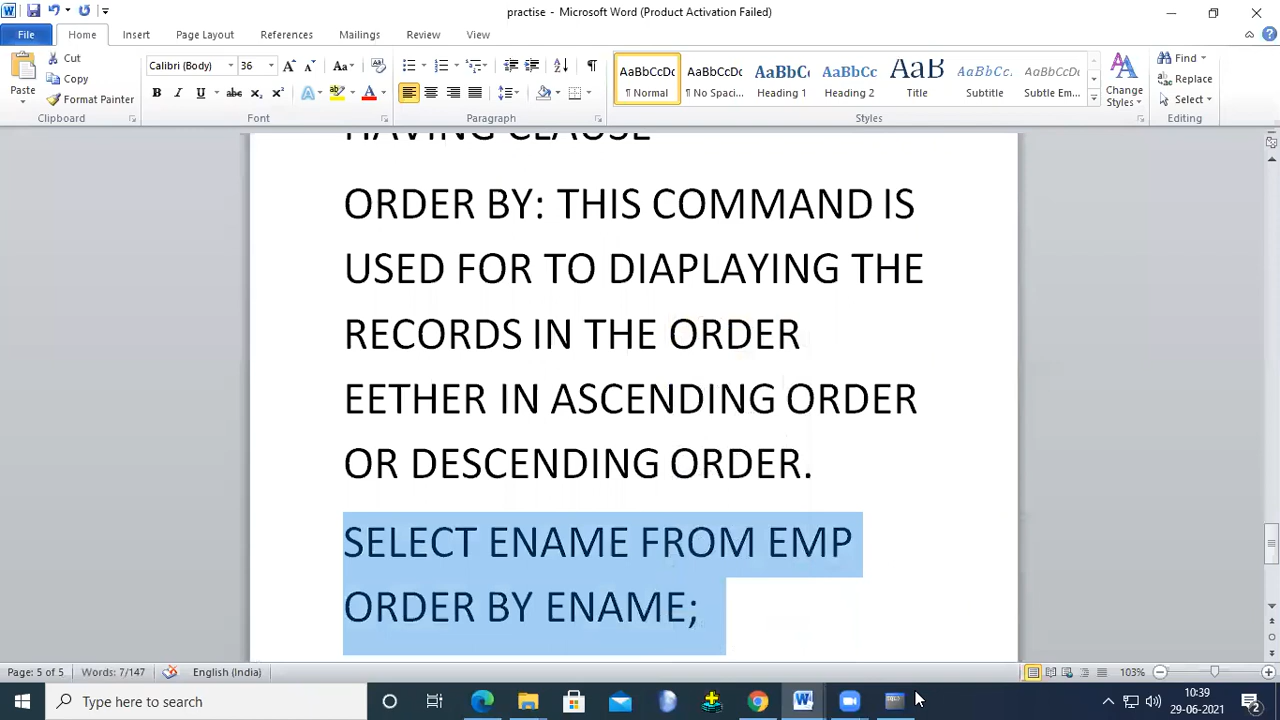 practise - Microsoft Word (Product Activation Failed)
File Home Insert Page Layout References Mailings Review View
Paste
Cut
Copy
Format Painter
Clipboard
Calibri (Body) 36
Font
Paragraph
AaBbCcDc AaBbCcDc AaBbC AaBbCc AaB AaBbCcDc AaBbCcDc
¶ Normal ¶ No Spaci... Heading 1 Heading 2 Title Subtitle Subtle Em...
Change Styles
Styles
Find
Replace
Select
Editing
HAVING CLAUSE
ORDER BY: THIS COMMAND IS
USED FOR TO DIAPLAYING THE
RECORDS IN THE ORDER
EETHER IN ASCENDING ORDER
OR DESCENDING ORDER.
SELECT ENAME FROM EMP
ORDER BY ENAME;
Page: 5 of 5 Words: 7/147 English (India) 103%
Type here to search
10:39
29-06-2021
2